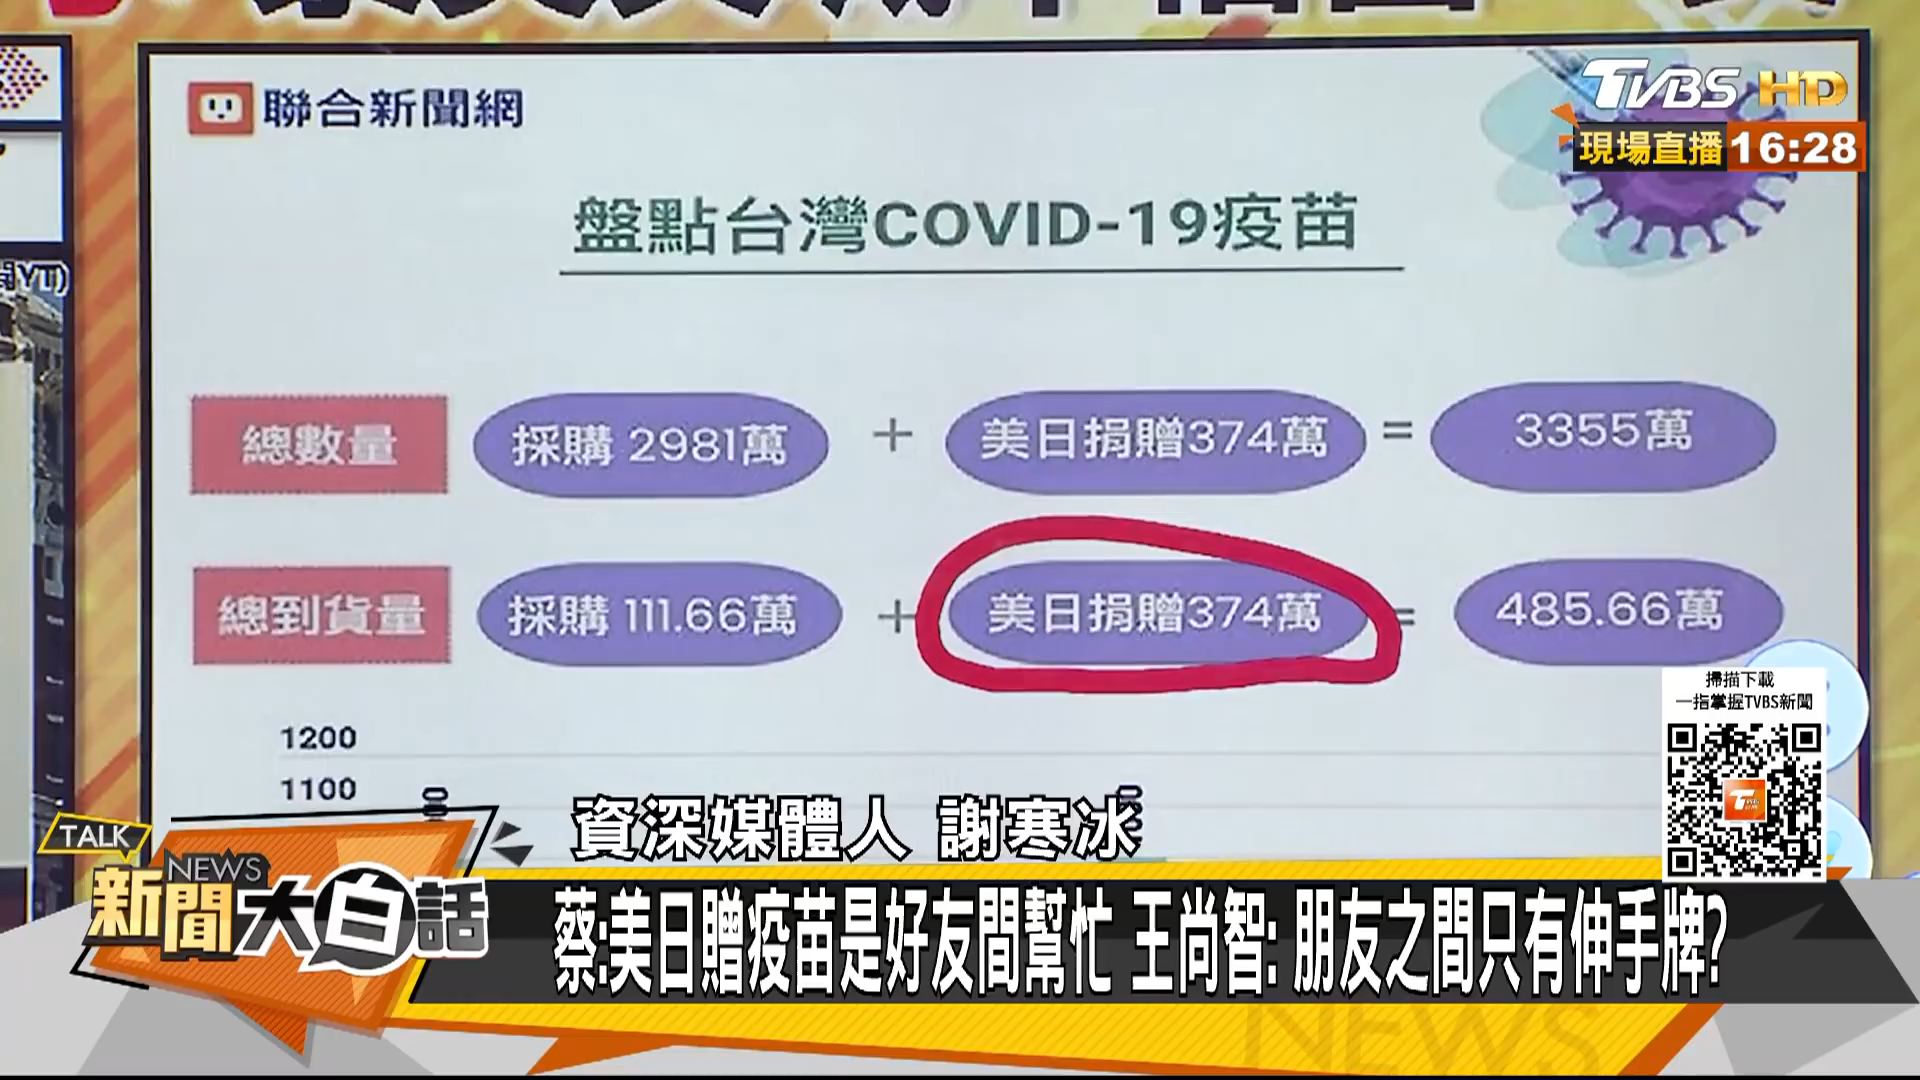 聯合新聞網
TVBS HD
現場直播 16:28
盤點台灣COVID-19疫苗
YT)
總數量 採購 2981萬 + 美日捐贈374萬 = 3355萬
總到貨量 採購 111.66萬 + 美日捐贈374萬 = 485.66萬
掃描下載
一指掌握TVBS新聞
1200
1100
TALK
NEWS
新聞大白話
資深媒體人 謝寒冰
蔡:美日贈疫苗是好友間幫忙 王尚智:朋友之間只有伸手牌?
NEWS